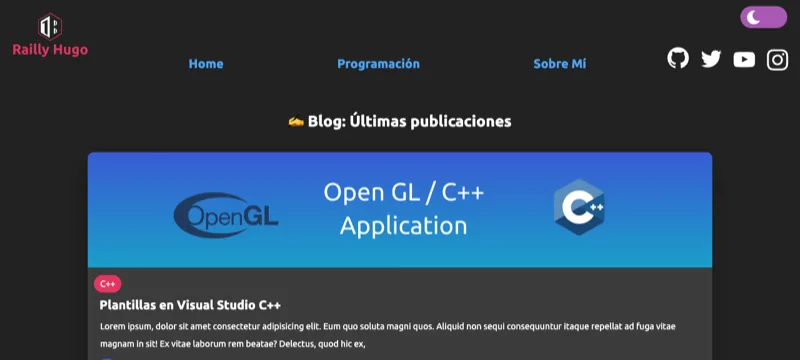 Railly Hugo
Home
Programación
Sobre Mí
✍️ Blog: Últimas publicaciones
OpenGL
Open GL / C++
Application
C++
C++
Plantillas en Visual Studio C++
Lorem ipsum, dolor sit amet consectetur adipisicing elit. Eum quo soluta magni quos. Aliquid non sequi consequuntur itaque repellat ad fuga vitae
magnam in sit! Ex vitae laborum rem beatae? Delectus, quod hic ex,